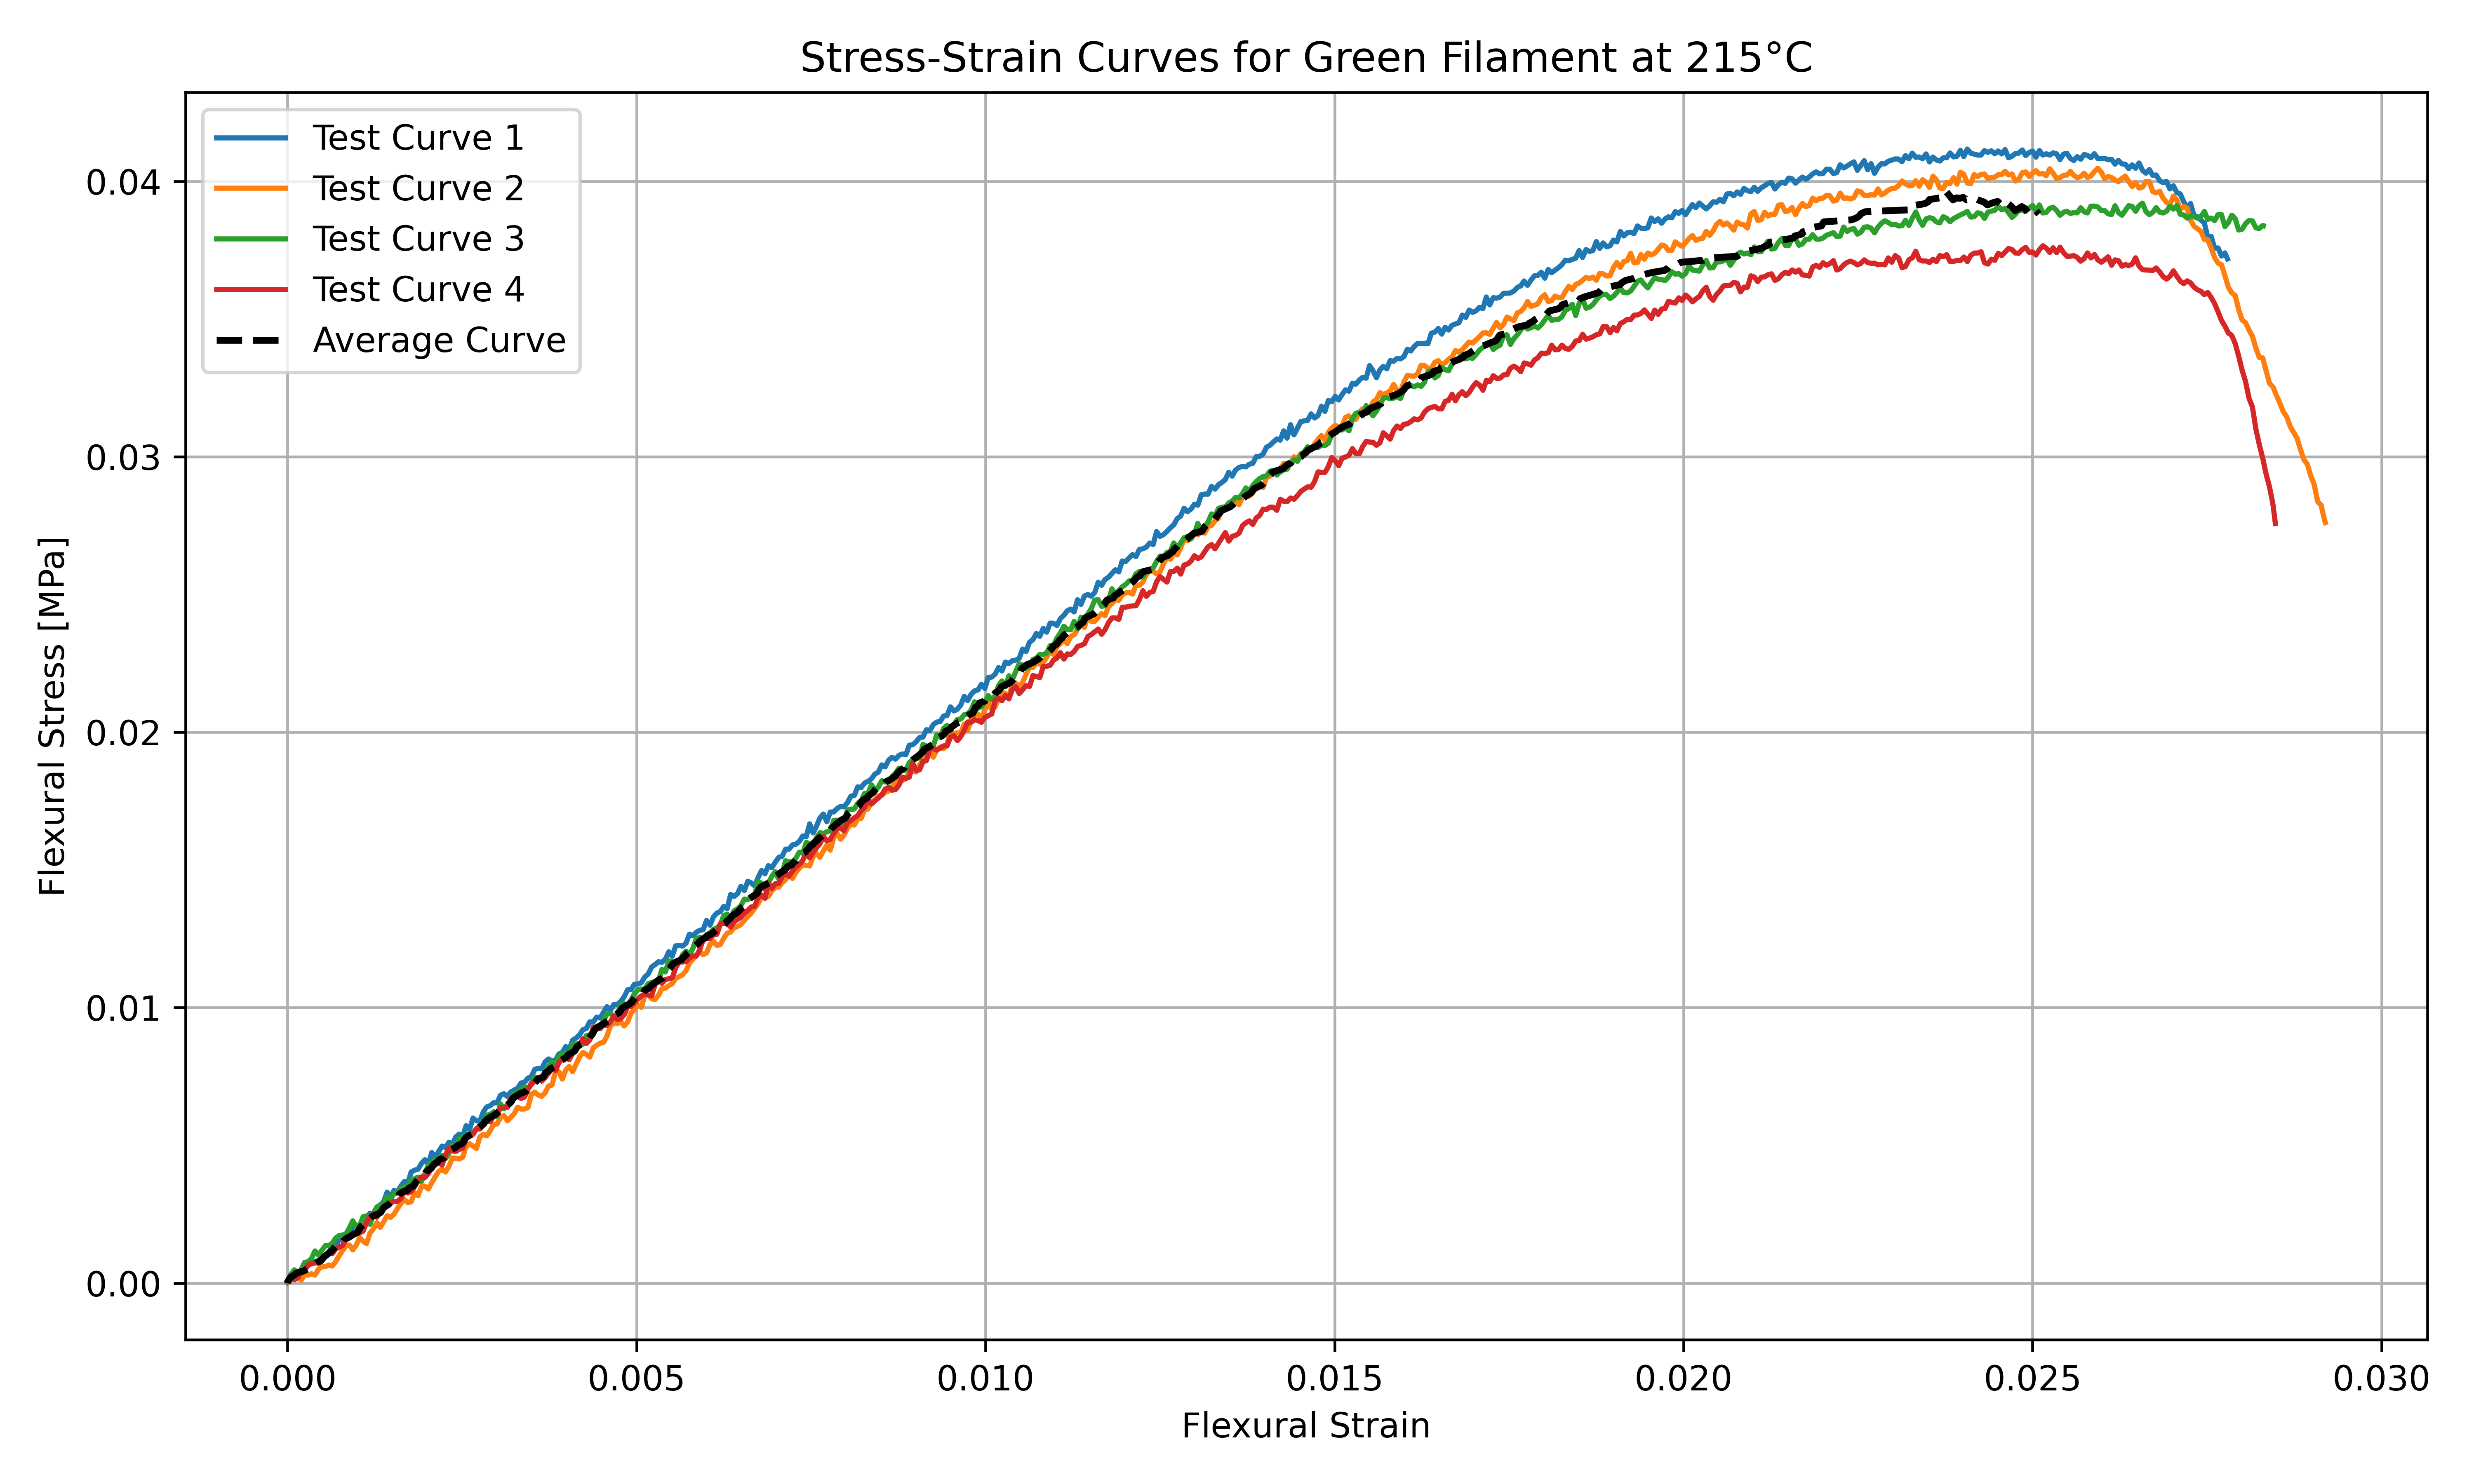 Stress-Strain Curves for Green Filament at 215°C
Test Curve 1
Test Curve 2
Test Curve 3
Test Curve 4
Average Curve
Flexural Stress [MPa]
0.04
0.03
0.02
0.01
0.00
0.000 0.005 0.010 0.015 0.020 0.025 0.030
Flexural Strain